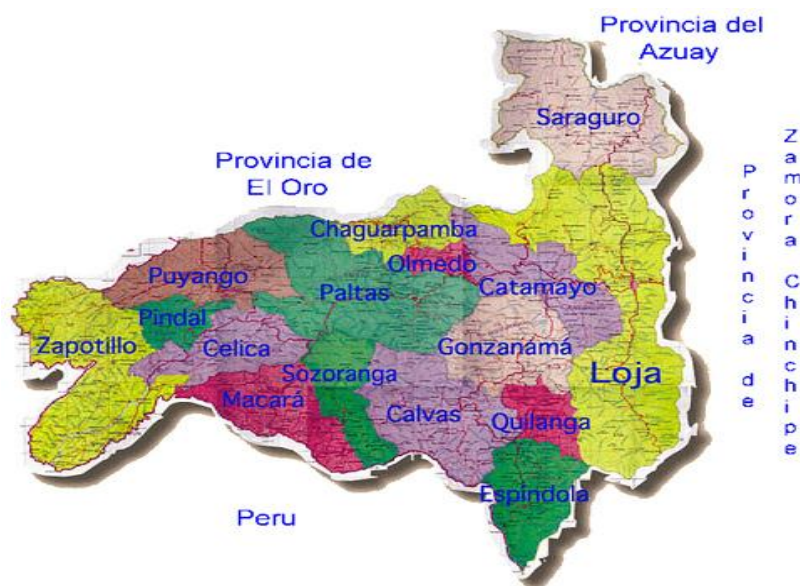 Provincia del
Azuay
Saraguro
Provincia de
El Oro
Chaguarpamba
Olmedo
Puyango
Paltas
Catamayo
Pindal
Zapotillo
Celica
Gonzanamá
Sozoranga
Loja
Macará
Calvas
Quilanga
Espíndola
Peru
Provincia de
Zamora Chinchipe